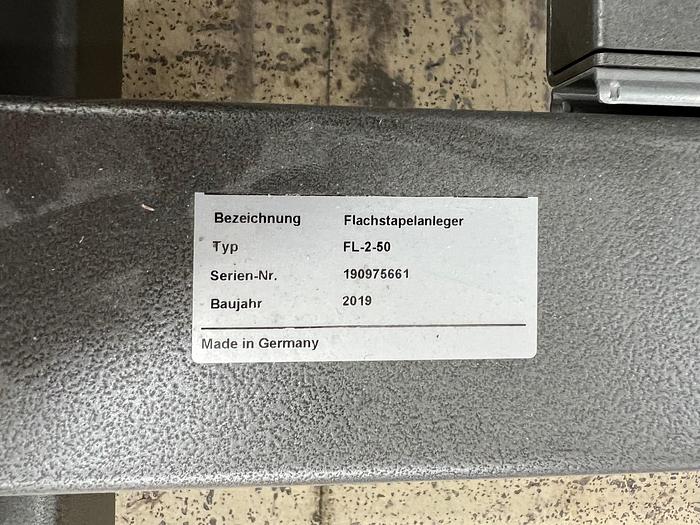 Bezeichnung Flachstapelanleger
Typ FL-2-50
Serien-Nr. 190975661
Baujahr 2019
Made in Germany